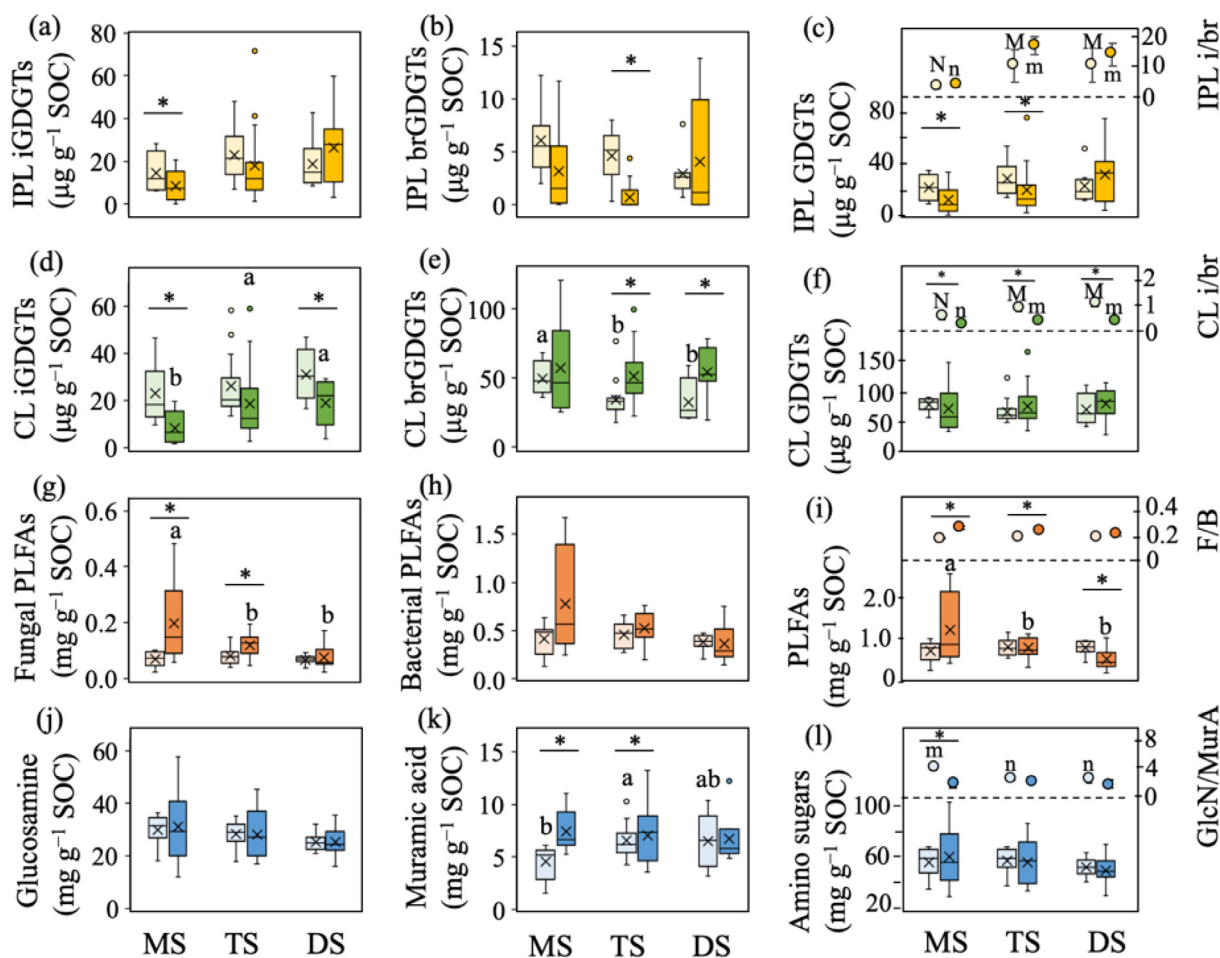 (a)
80
60
40
20
0
IPL iGDGTs
(µg g⁻¹ SOC)
*
(b)
15
10
5
0
IPL brGDGTs
(µg g⁻¹ SOC)
*
(c)
80
60
40
20
0
IPL GDGTs
(µg g⁻¹ SOC)
N n
M
m
M
m
* *
20
10
0
IPL i/br
(d)
60
40
20
0
CL iGDGTs
(µg g⁻¹ SOC)
* a *
b a
(e)
100
50
0
CL brGDGTs
(µg g⁻¹ SOC)
* *
a b b
(f)
150
100
50
0
CL GDGTs
(µg g⁻¹ SOC)
* * *
N n M m M m
2
1
0
CL i/br
(g)
0.6
0.4
0.2
0.0
Fungal PLFAs
(mg g⁻¹ SOC)
* *
a b b
(h)
1.5
1.0
0.5
0.0
Bacterial PLFAs
(mg g⁻¹ SOC)
(i)
2.0
1.0
0.0
PLFAs
(mg g⁻¹ SOC)
* * *
a b b
0.4
0.2
0
F/B
(j)
60
40
20
0
Glucosamine
(mg g⁻¹ SOC)
(k)
15
10
5
0
Muramic acid
(mg g⁻¹ SOC)
* *
b a ab
(l)
100
60
20
Amino sugars
(mg g⁻¹ SOC)
*
m n n
8
4
2
0
GlcN/MurA
MS TS DS
MS TS DS
MS TS DS